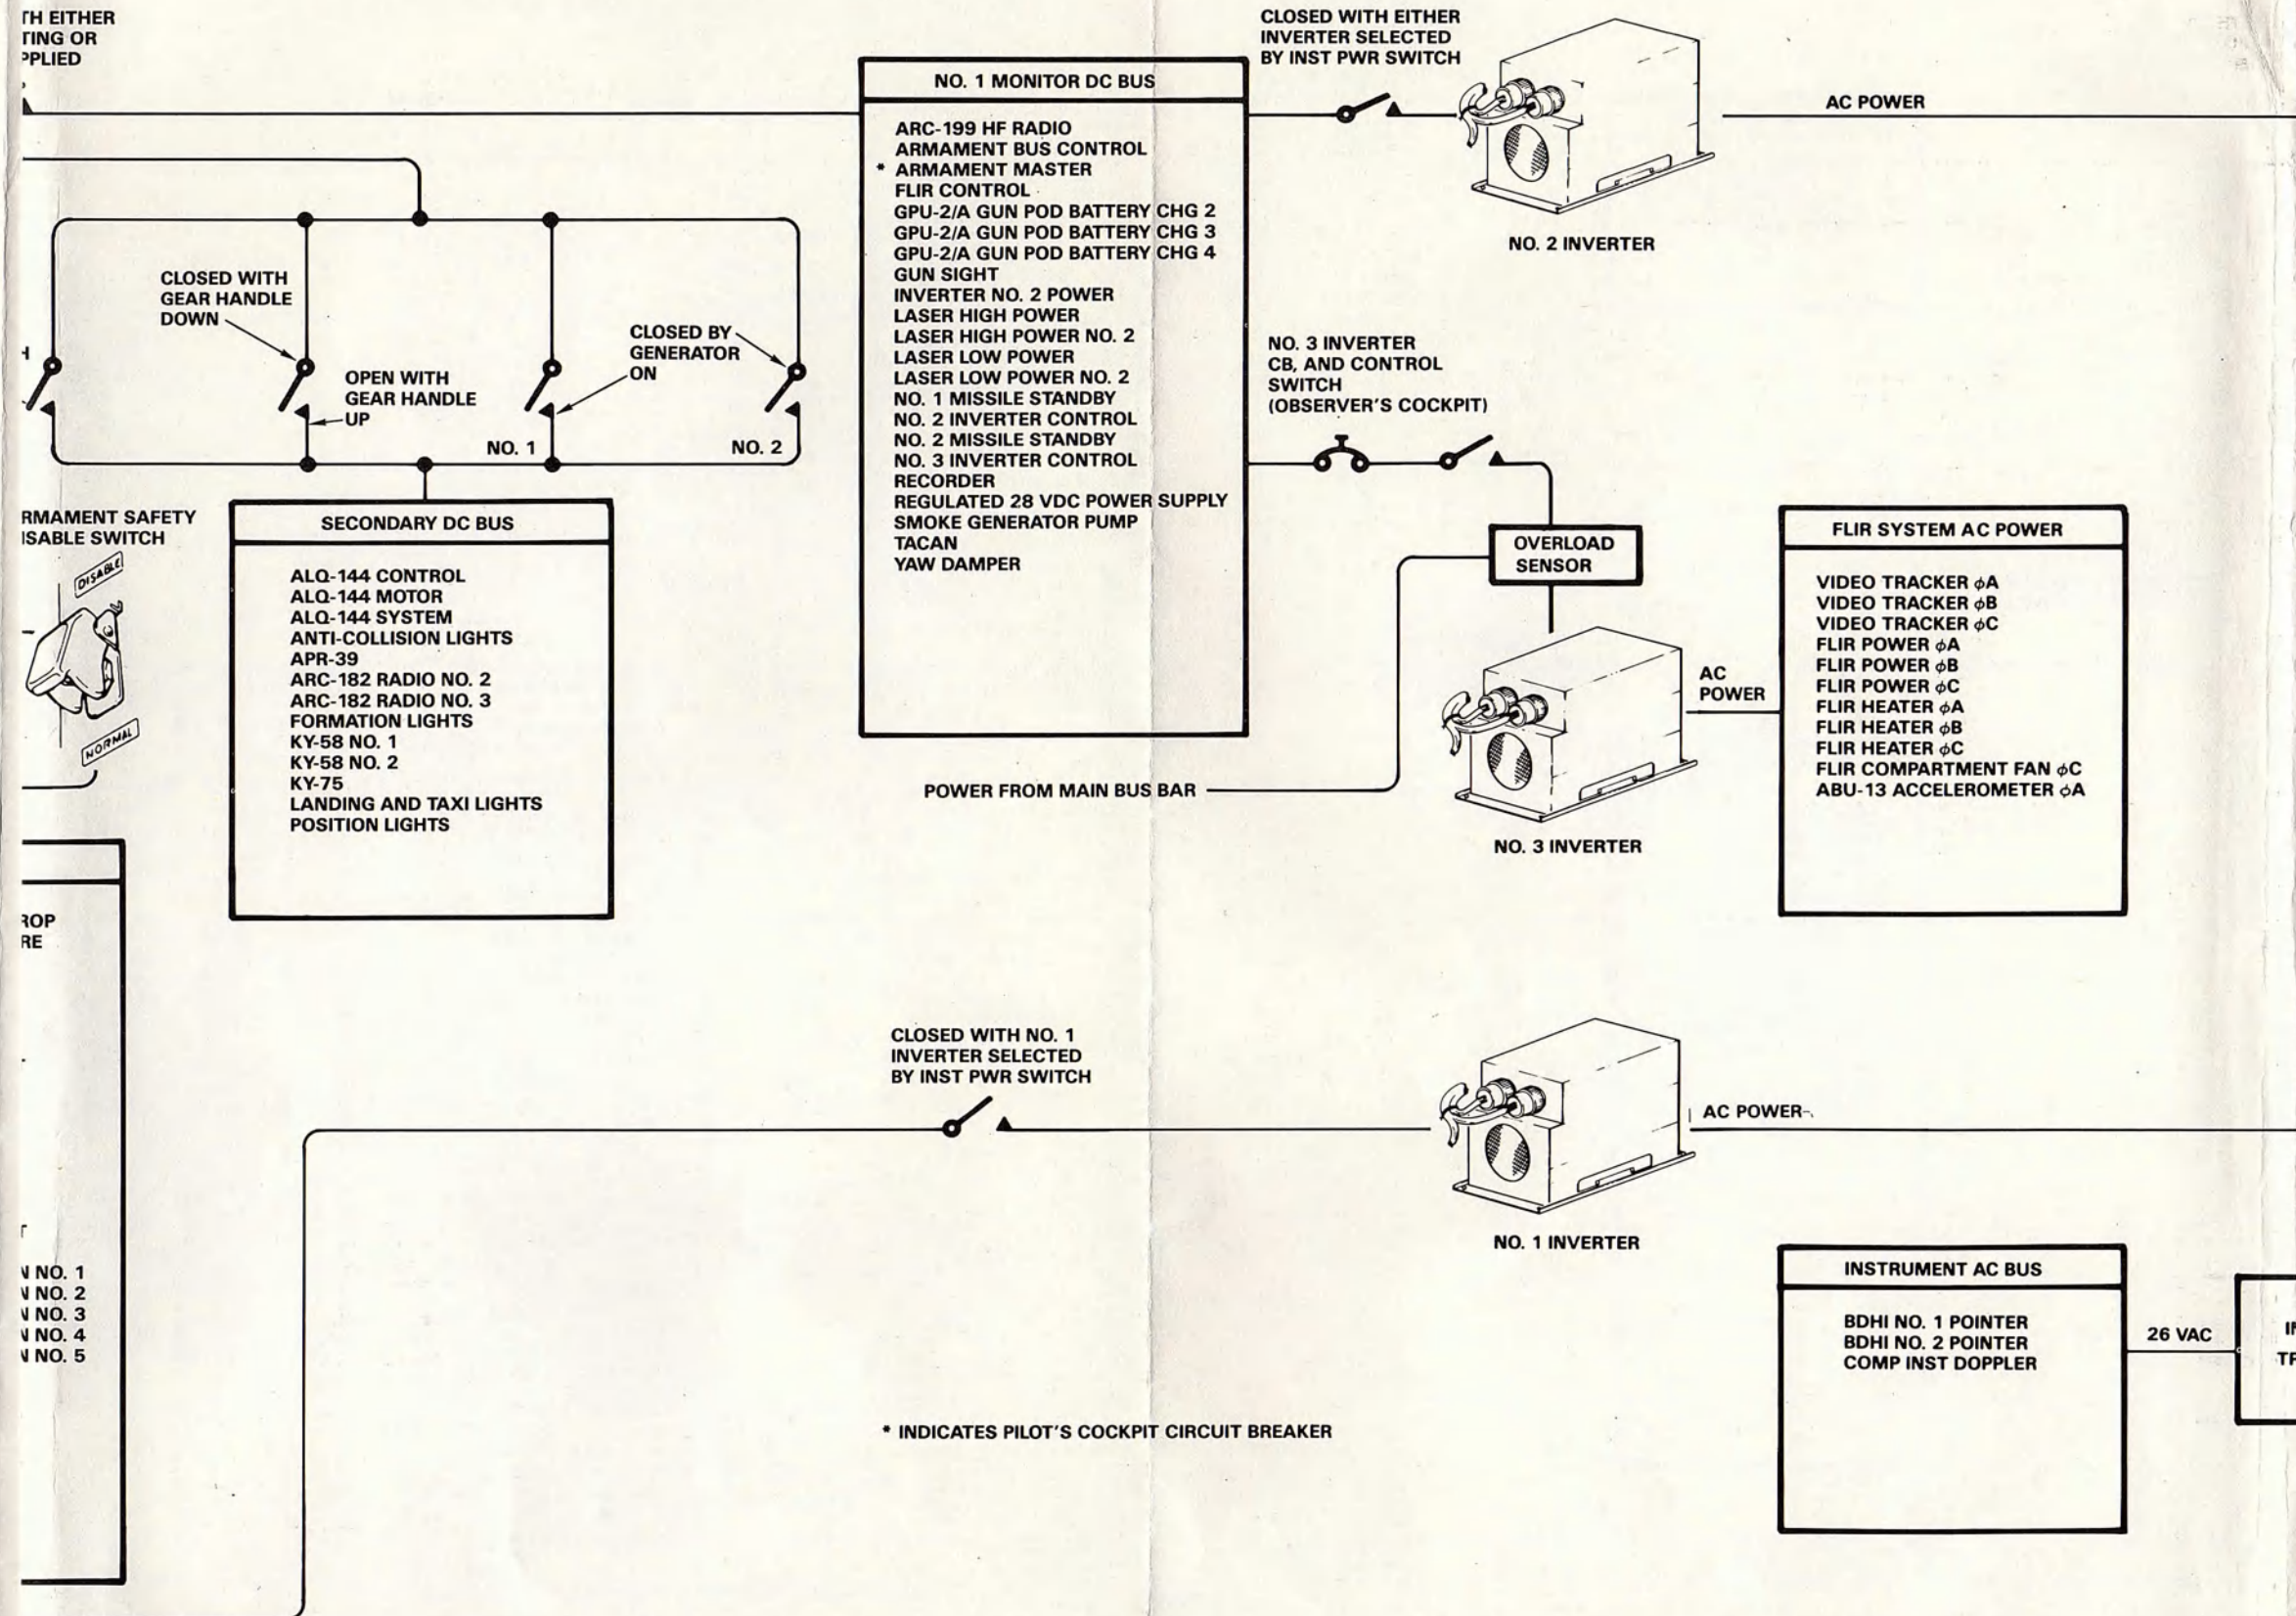 TH EITHER
TING OR
PPLIED
CLOSED WITH EITHER
INVERTER SELECTED
BY INST PWR SWITCH
NO. 1 MONITOR DC BUS
ARC-199 HF RADIO
ARMAMENT BUS CONTROL
* ARMAMENT MASTER
FLIR CONTROL
GPU-2/A GUN POD BATTERY CHG 2
GPU-2/A GUN POD BATTERY CHG 3
GPU-2/A GUN POD BATTERY CHG 4
GUN SIGHT
INVERTER NO. 2 POWER
LASER HIGH POWER
LASER HIGH POWER NO. 2
LASER LOW POWER
LASER LOW POWER NO. 2
NO. 1 MISSILE STANDBY
NO. 2 INVERTER CONTROL
NO. 2 MISSILE STANDBY
NO. 3 INVERTER CONTROL
RECORDER
REGULATED 28 VDC POWER SUPPLY
SMOKE GENERATOR PUMP
TACAN
YAW DAMPER
AC POWER
NO. 2 INVERTER
CLOSED WITH
GEAR HANDLE
DOWN
OPEN WITH
GEAR HANDLE
UP
CLOSED BY
GENERATOR
ON
NO. 1
NO. 2
NO. 3 INVERTER
CB, AND CONTROL
SWITCH
(OBSERVER'S COCKPIT)
RMAMENT SAFETY
ISABLE SWITCH
DISABLE
NORMAL
SECONDARY DC BUS
ALQ-144 CONTROL
ALQ-144 MOTOR
ALQ-144 SYSTEM
ANTI-COLLISION LIGHTS
APR-39
ARC-182 RADIO NO. 2
ARC-182 RADIO NO. 3
FORMATION LIGHTS
KY-58 NO. 1
KY-58 NO. 2
KY-75
LANDING AND TAXI LIGHTS
POSITION LIGHTS
OVERLOAD
SENSOR
FLIR SYSTEM AC POWER
VIDEO TRACKER ϕA
VIDEO TRACKER ϕB
VIDEO TRACKER ϕC
FLIR POWER ϕA
FLIR POWER ϕB
FLIR POWER ϕC
FLIR HEATER ϕA
FLIR HEATER ϕB
FLIR HEATER ϕC
FLIR COMPARTMENT FAN ϕC
ABU-13 ACCELEROMETER ϕA
AC
POWER
POWER FROM MAIN BUS BAR
NO. 3 INVERTER
ROP
RE
CLOSED WITH NO. 1
INVERTER SELECTED
BY INST PWR SWITCH
AC POWER
NO. 1 INVERTER
N NO. 1
N NO. 2
N NO. 3
N NO. 4
N NO. 5
INSTRUMENT AC BUS
BDHI NO. 1 POINTER
BDHI NO. 2 POINTER
COMP INST DOPPLER
26 VAC
* INDICATES PILOT'S COCKPIT CIRCUIT BREAKER